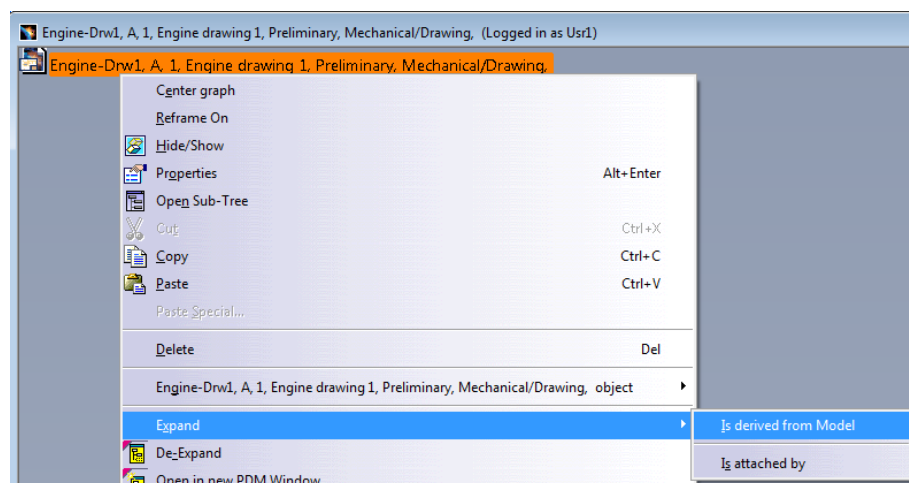 Engine-Drw1, A, 1, Engine drawing 1, Preliminary, Mechanical/Drawing, (Logged in as Usr1)
Engine-Drw1, A, 1, Engine drawing 1, Preliminary, Mechanical/Drawing,
Center graph
Reframe On
Hide/Show
Properties Alt+Enter
Open Sub-Tree
Cut Ctrl+X
Copy Ctrl+C
Paste Ctrl+V
Paste Special...
Delete Del
Engine-Drw1, A, 1, Engine drawing 1, Preliminary, Mechanical/Drawing, object
Expand Is derived from Model
De-Expand
Is attached by
Open in new PDM Window